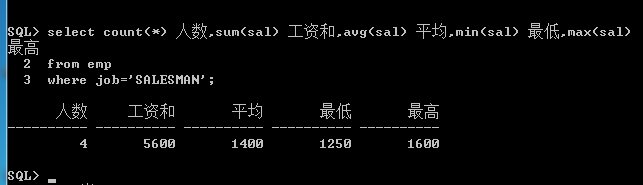 SQL> select count(*) 人数,sum(sal) 工资和,avg(sal) 平均,min(sal) 最低,max(sal)
最高
2 from emp
3 where job='SALESMAN';
人数 工资和 平均 最低 最高
---------- ---------- ---------- ---------- ----------
4 5600 1400 1250 1600
SQL> _